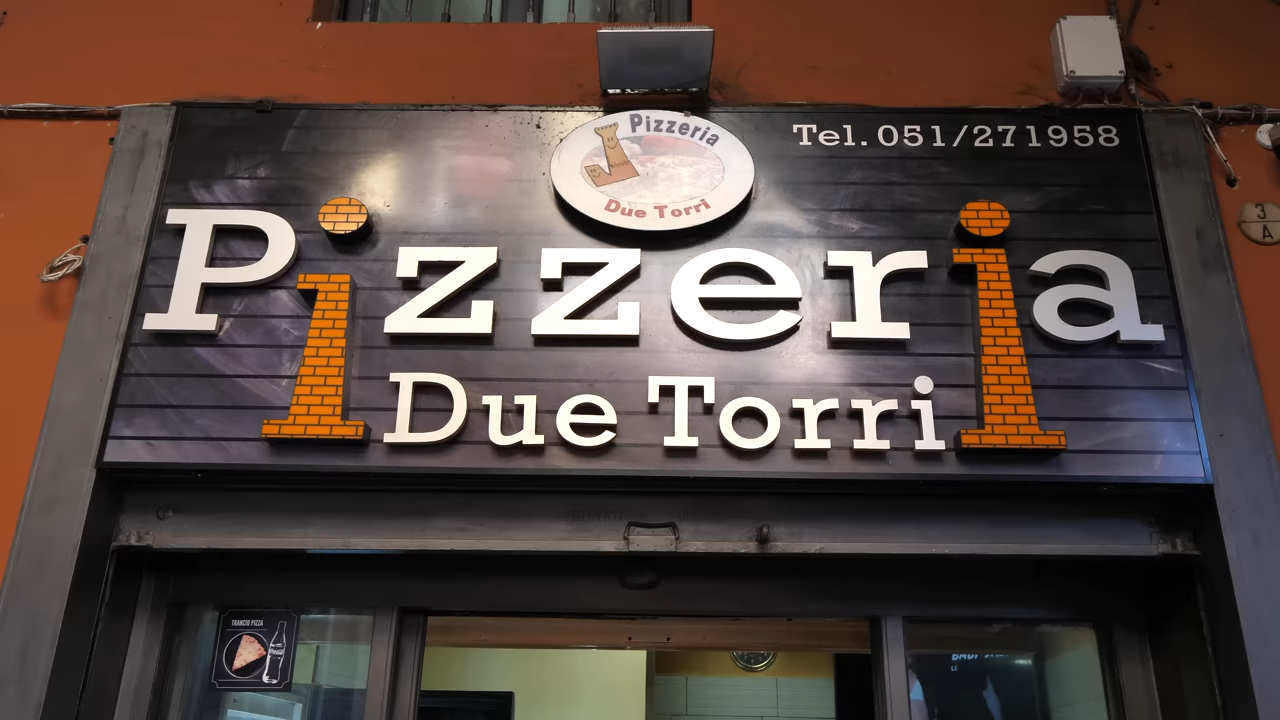 Pizzeria
Due Torri
Tel. 051/271958
Pizzeria
Due Torri
3
A
TRANCIO PIZZA